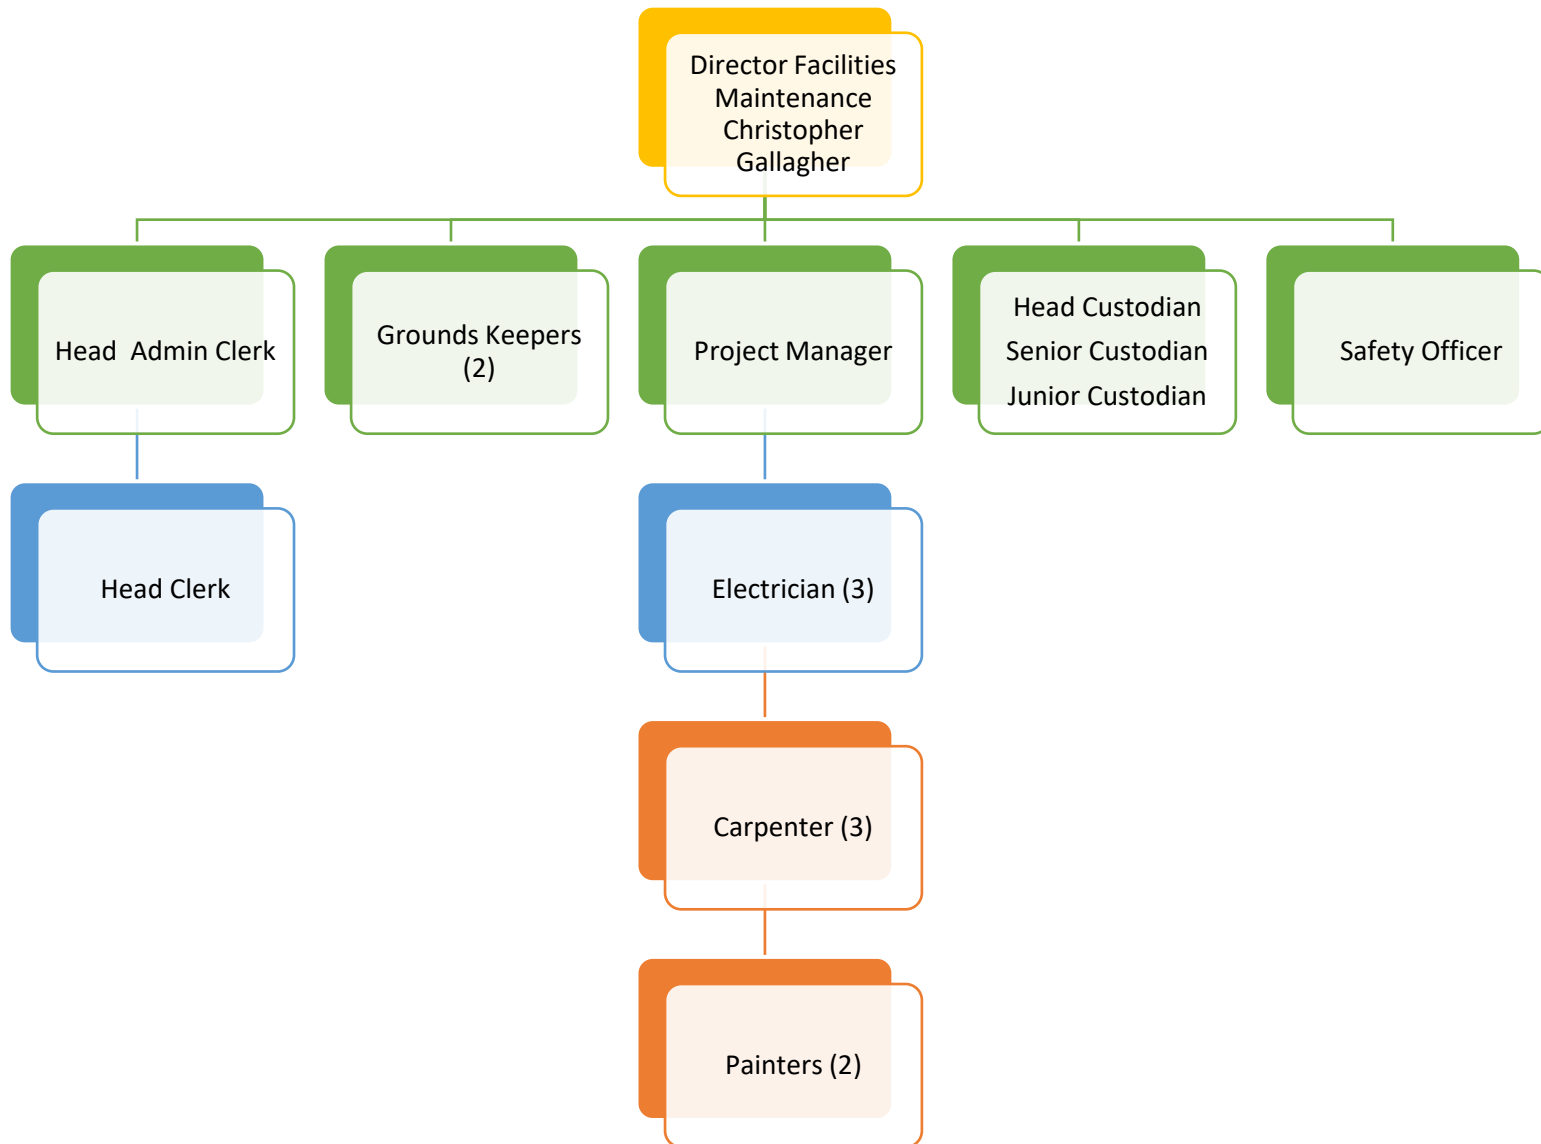 Director Facilities
Maintenance
Christopher
Gallagher
Head  Admin Clerk
Grounds Keepers
(2)
Project Manager
Head Custodian
Senior Custodian
Junior Custodian
Safety Officer
Head Clerk
Electrician (3)
Carpenter (3)
Painters (2)